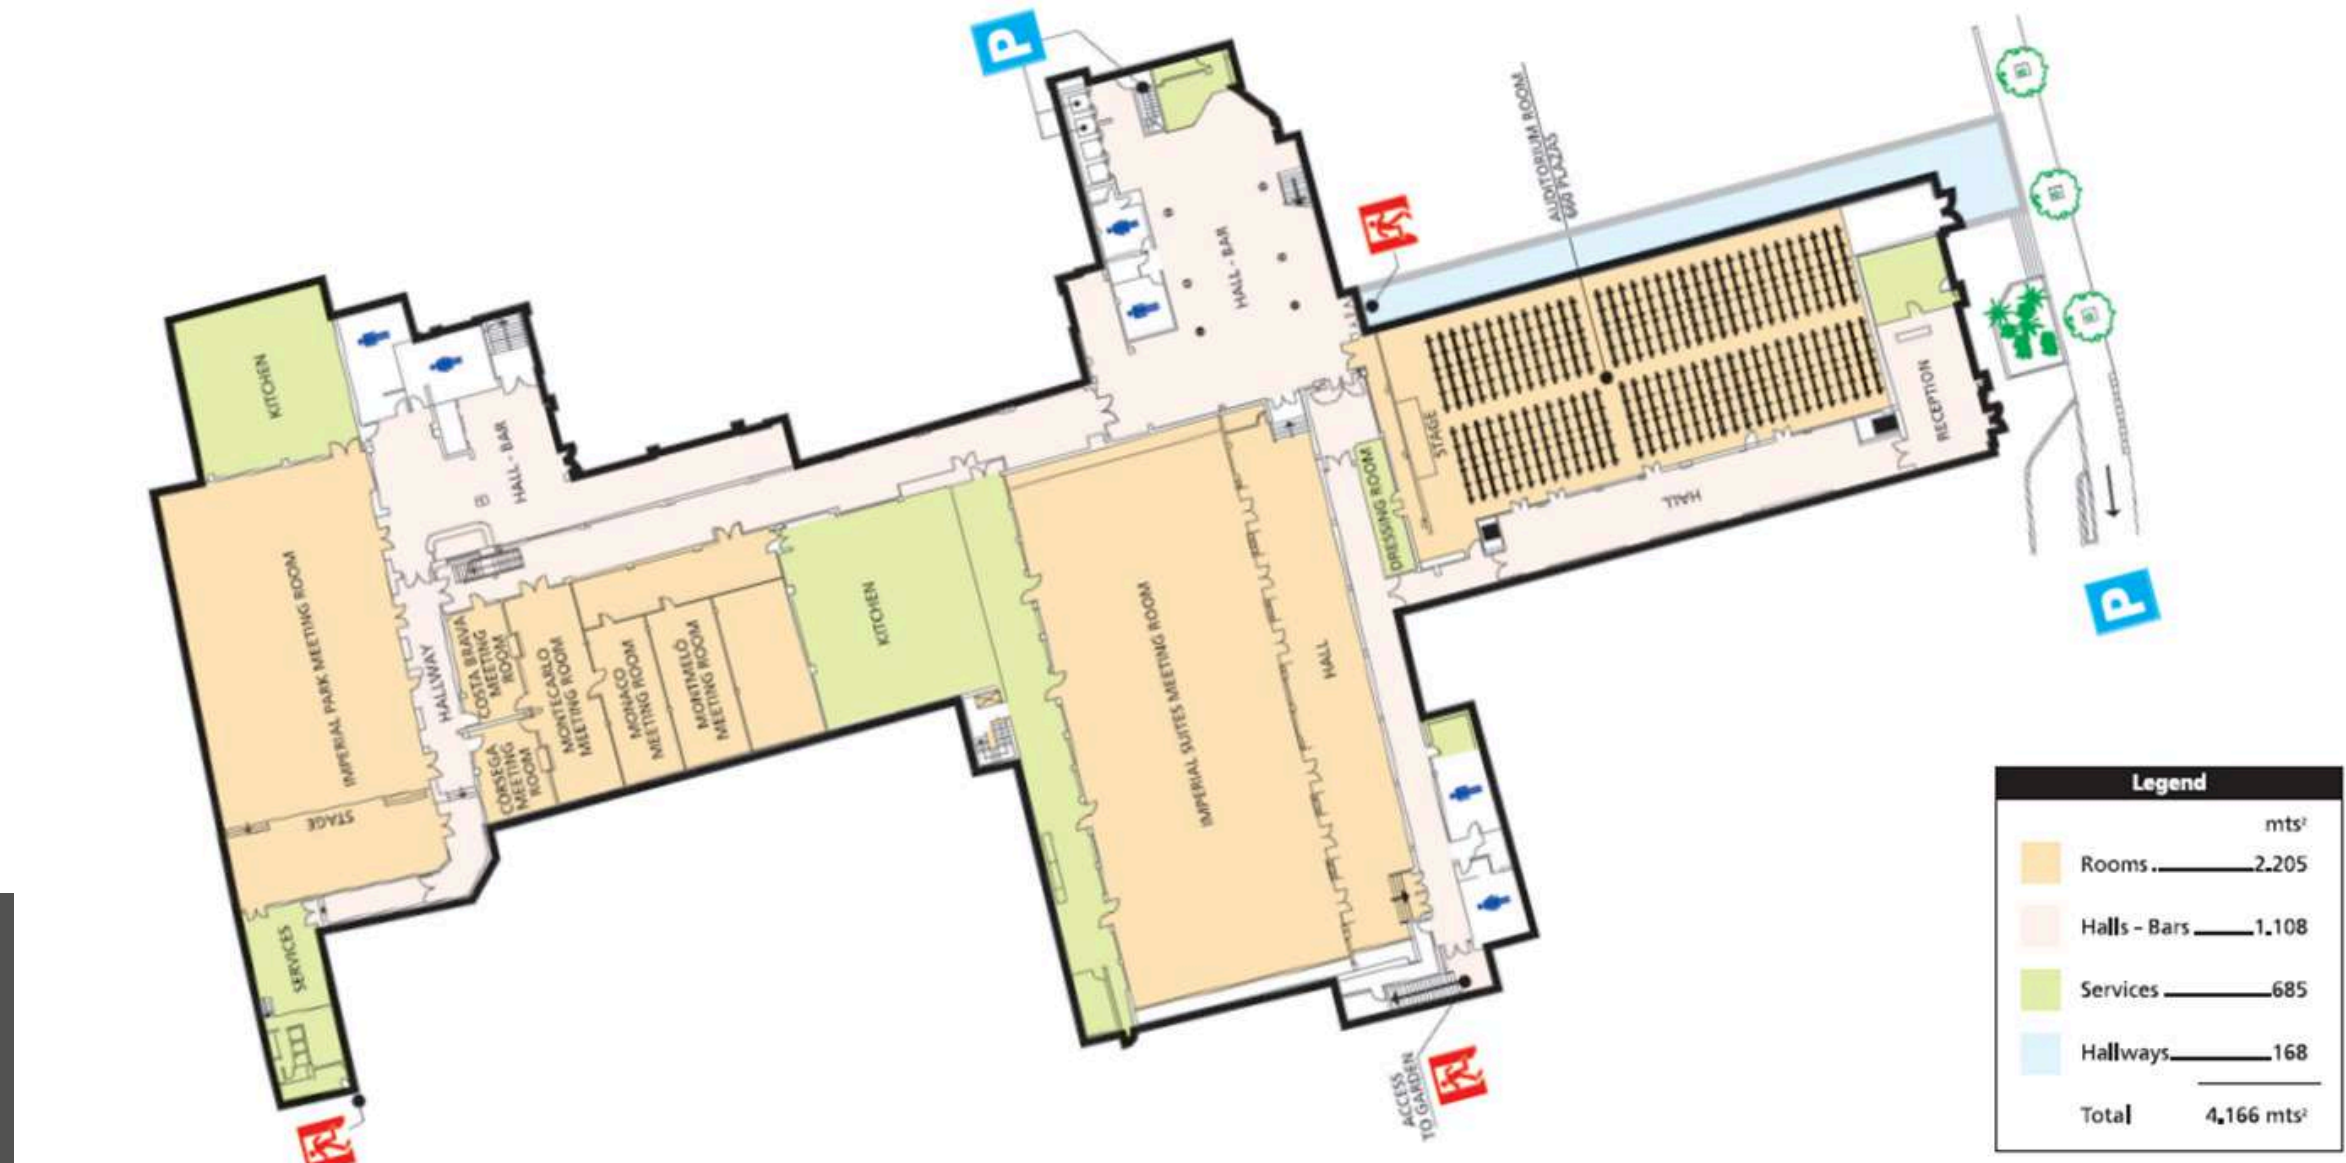 P
AUDITORIUM ROOM
660 PLAZAS
HALL - BAR
KITCHEN
HALL - BAR
STAGE
RECEPTION
DRESSING ROOM
HALL
P
IMPERIAL PARK MEETING ROOM
HALLWAY
COSTA BRAVA
MEETING
ROOM
MONTECARLO
MEETING ROOM
MONACO
MEETING ROOM
MONTMELÓ
MEETING ROOM
KITCHEN
IMPERIAL SUITES MEETING ROOM
HALL
CORSEGA
MEETING
ROOM
STAGE
SERVICES
ACCESS
TO GARDEN
Legend
mts²
Rooms 2.205
Halls - Bars 1.108
Services 685
Hallways 168
Total 4.166 mts²